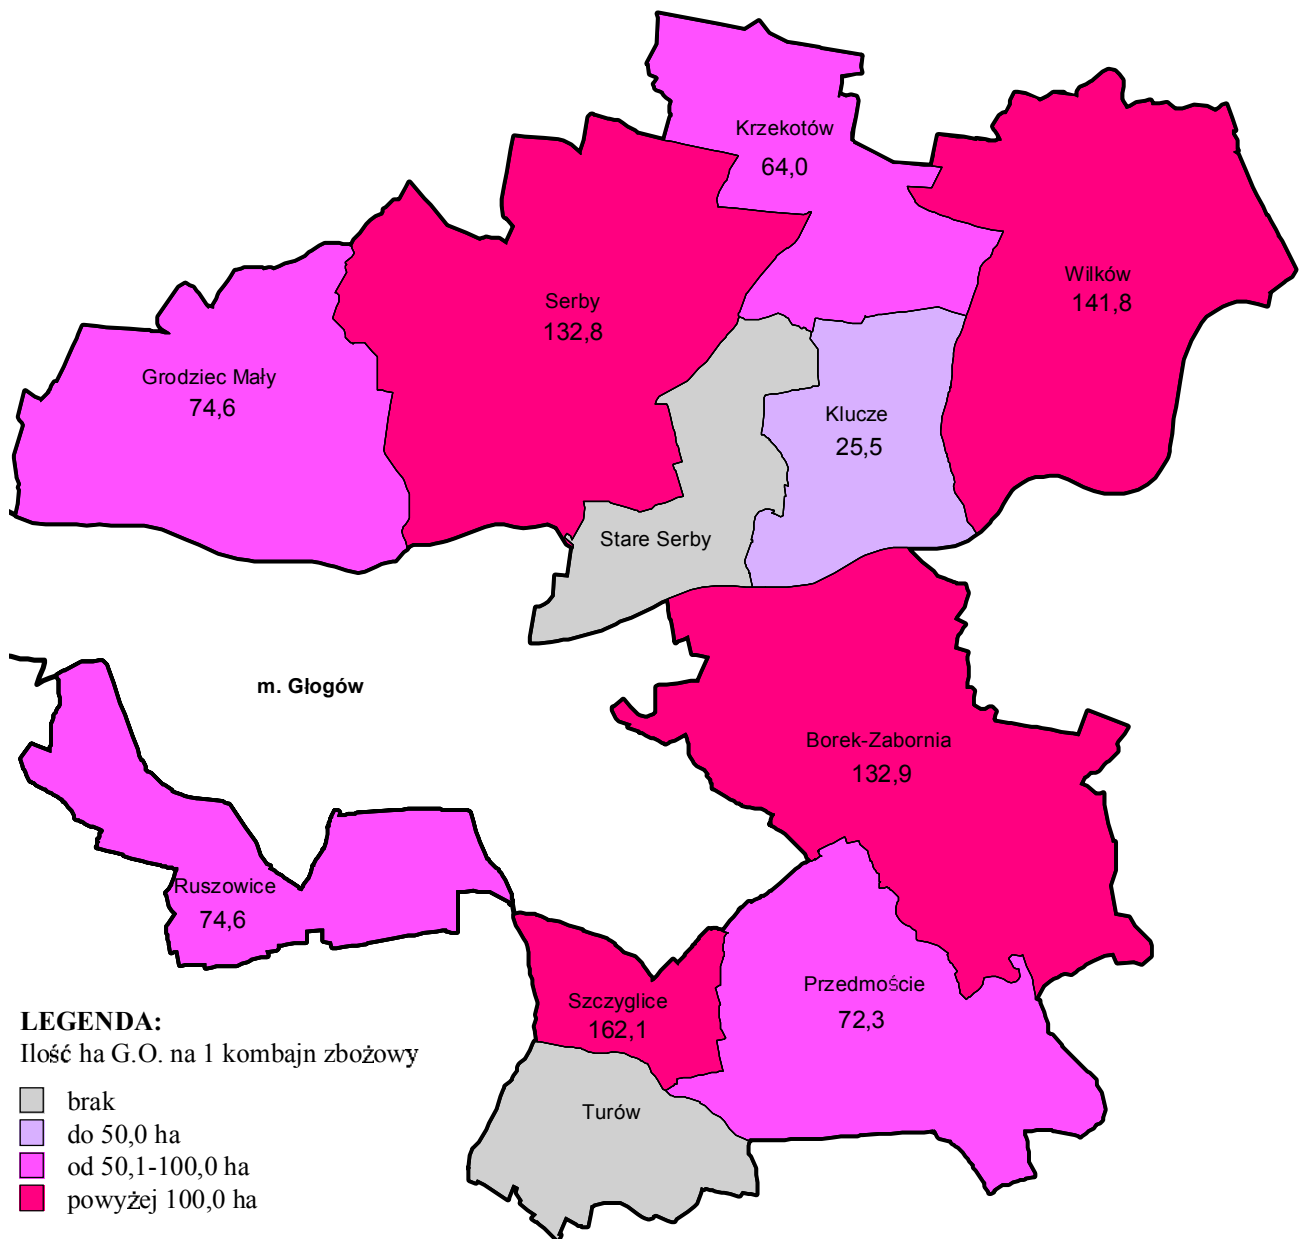 Krzekotów
64,0
Wilków
141,8
Serby
132,8
Grodziec Mały
74,6
Klucze
25,5
Stare Serby
m. Głogów
Borek-Zabornia
132,9
Ruszowice
74,6
Przedmoście
72,3
Szczyglice
162,1
Turów
LEGENDA:
Ilość ha G.O. na 1 kombajn zbożowy
brak
do 50,0 ha
od 50,1-100,0 ha
powyżej 100,0 ha